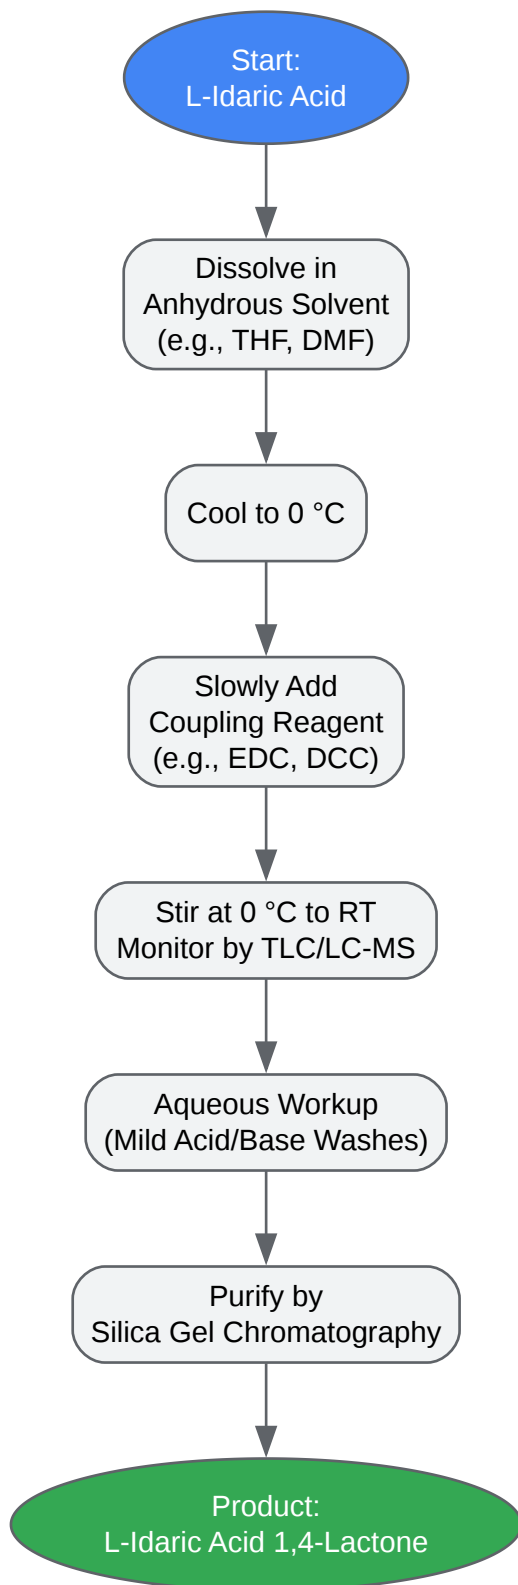 Start:
L-Idaric Acid
Dissolve in
Anhydrous Solvent
(e.g., THF, DMF)
Cool to 0 °C
Slowly Add
Coupling Reagent
(e.g., EDC, DCC)
Stir at 0 °C to RT
Monitor by TLC/LC-MS
Aqueous Workup
(Mild Acid/Base Washes)
Purify by
Silica Gel Chromatography
Product:
L-Idaric Acid 1,4-Lactone